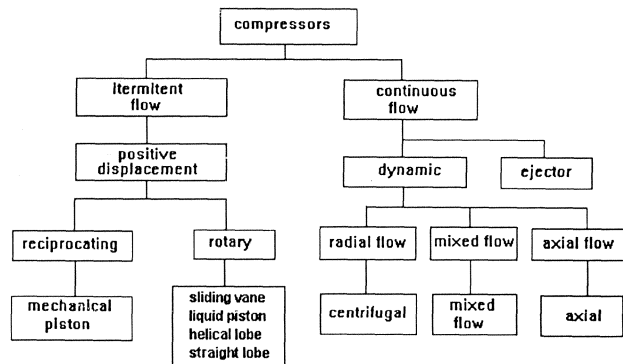 compressors
itermitent
flow
continuous
flow
positive
displacement
dynamic
ejector
reciprocating
rotary
radial flow
mixed flow
axial flow
mechanical
piston
sliding vane
liquid piston
helical lobe
straight lobe
centrifugal
mixed
flow
axial